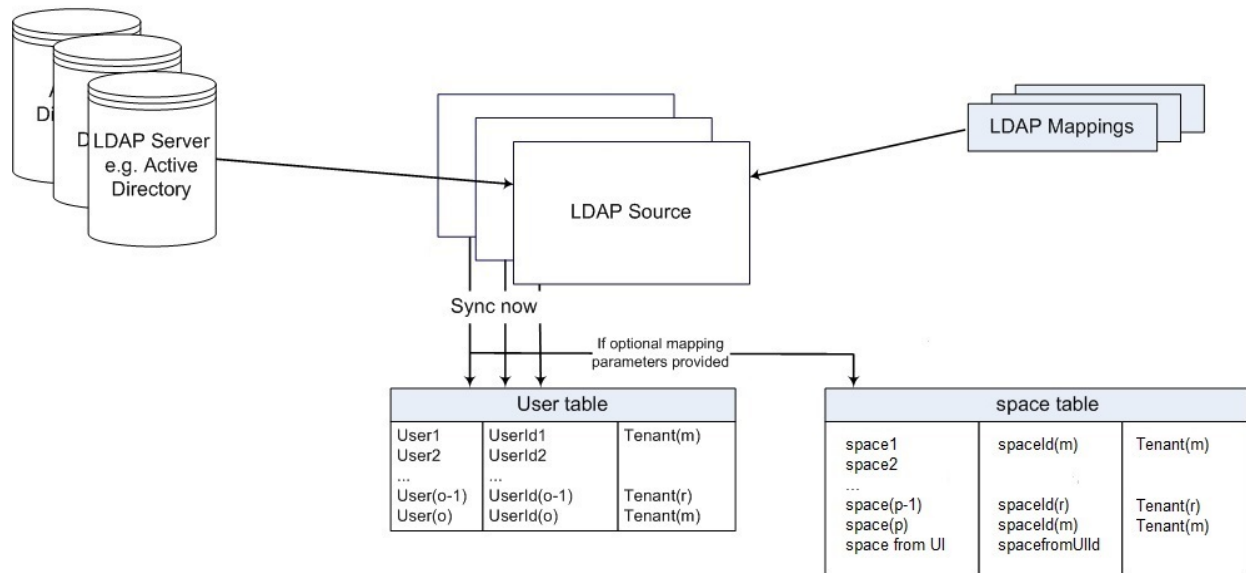 A
Di
D
LDAP Server
e.g. Active
Directory
LDAP Mappings
LDAP Source
Sync now
If optional mapping
parameters provided
User table
User1 UserId1 Tenant(m)
User2 UserId2
... ...
User(o-1) UserId(o-1) Tenant(r)
User(o) UserId(o) Tenant(m)
space table
space1 spaceId(m) Tenant(m)
space2
...
space(p-1) spaceId(r) Tenant(r)
space(p) spaceId(m) Tenant(m)
space from UI spacefromUIId